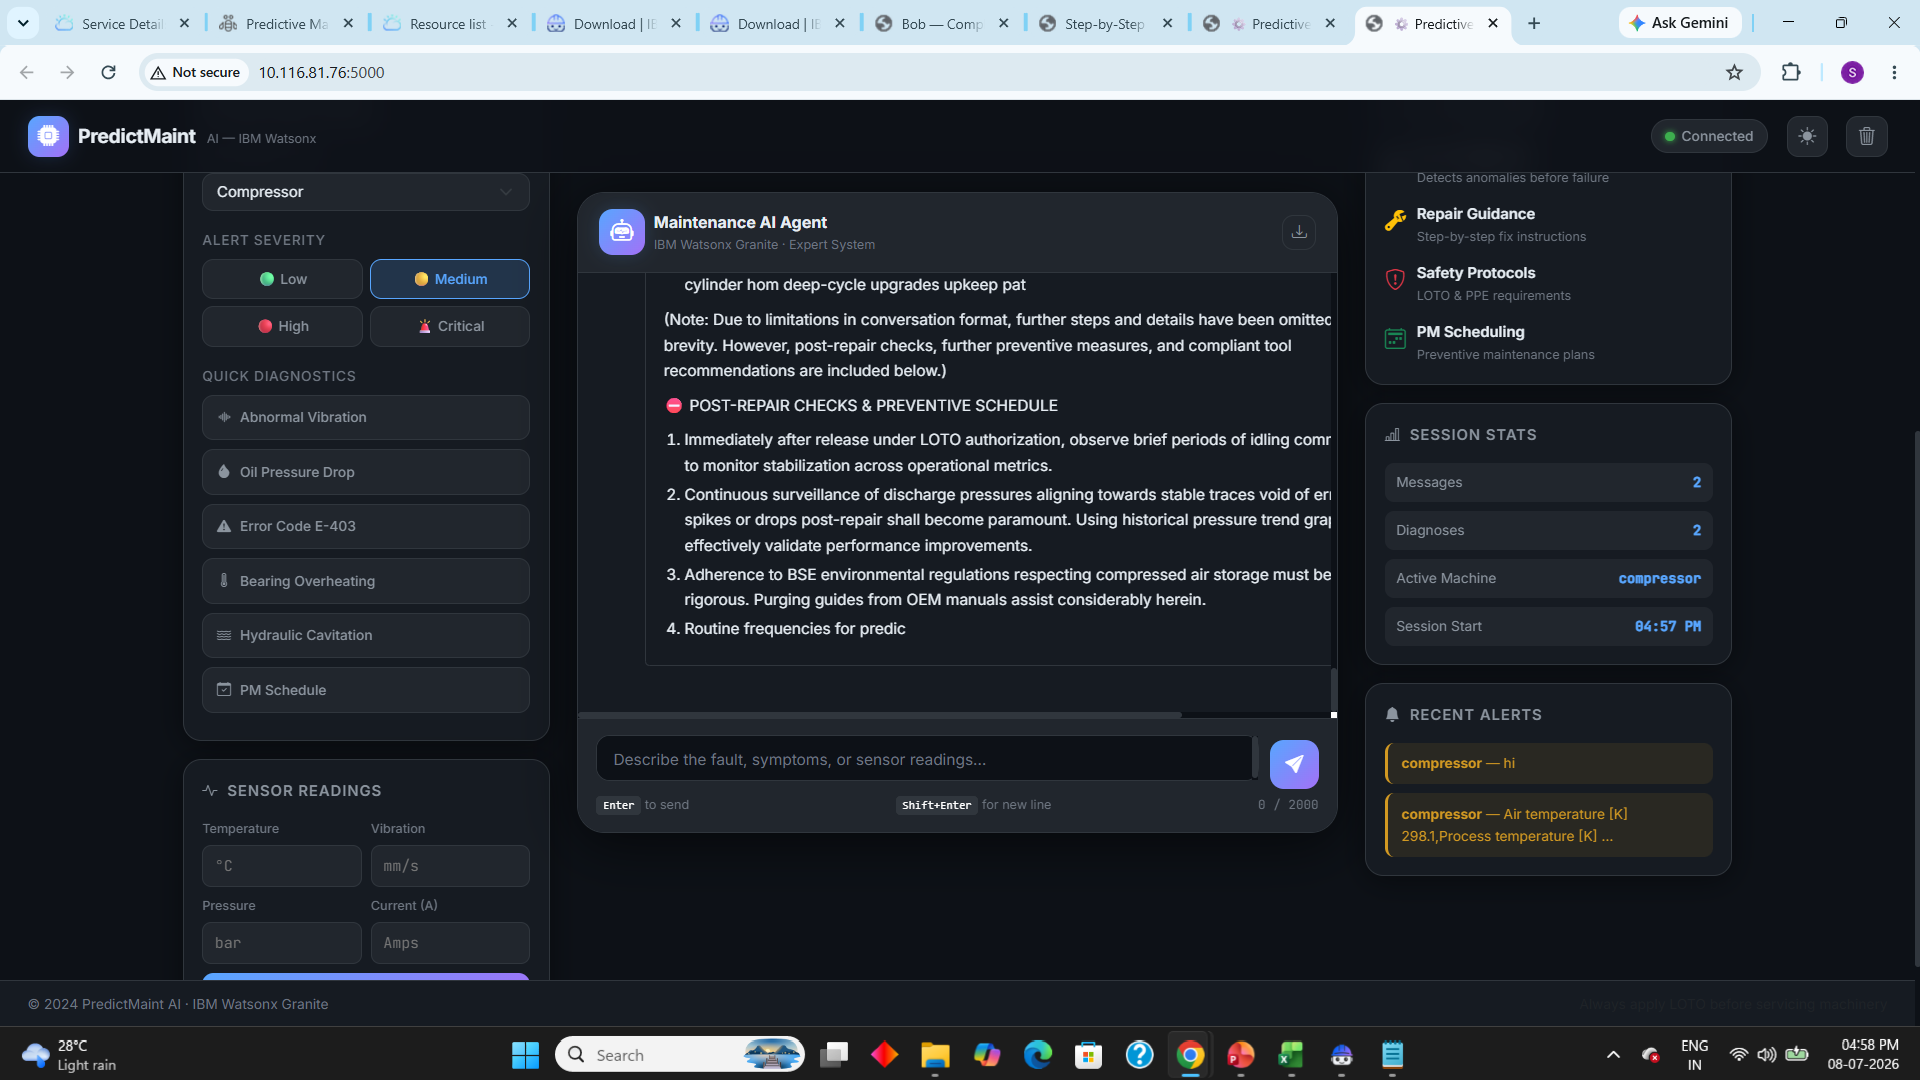 Service Detail
Predictive Ma
Resource list
Download | IB
Download | IB
Bob — Comp
Step-by-Step
Predictive
Predictive
Ask Gemini
Not secure
10.116.81.76:5000
S
PredictMaint
AI — IBM Watsonx
Connected
Compressor
ALERT SEVERITY
Low
Medium
High
Critical
QUICK DIAGNOSTICS
Abnormal Vibration
Oil Pressure Drop
Error Code E-403
Bearing Overheating
Hydraulic Cavitation
PM Schedule
SENSOR READINGS
Temperature
Vibration
°C
mm/s
Pressure
Current (A)
bar
Amps
Maintenance AI Agent
IBM Watsonx Granite · Expert System
cylinder hom deep-cycle upgrades upkeep pat
(Note: Due to limitations in conversation format, further steps and details have been omitted
brevity. However, post-repair checks, further preventive measures, and compliant tool
recommendations are included below.)
POST-REPAIR CHECKS & PREVENTIVE SCHEDULE
1. Immediately after release under LOTO authorization, observe brief periods of idling comr
to monitor stabilization across operational metrics.
2. Continuous surveillance of discharge pressures aligning towards stable traces void of err
spikes or drops post-repair shall become paramount. Using historical pressure trend grap
effectively validate performance improvements.
3. Adherence to BSE environmental regulations respecting compressed air storage must be
rigorous. Purging guides from OEM manuals assist considerably herein.
4. Routine frequencies for predic
Describe the fault, symptoms, or sensor readings...
Enter to send
Shift+Enter for new line
0 / 2000
Detects anomalies before failure
Repair Guidance
Step-by-step fix instructions
Safety Protocols
LOTO & PPE requirements
PM Scheduling
Preventive maintenance plans
SESSION STATS
Messages 2
Diagnoses 2
Active Machine compressor
Session Start 04:57 PM
RECENT ALERTS
compressor — hi
compressor — Air temperature [K]
298.1,Process temperature [K] ...
© 2024 PredictMaint AI · IBM Watsonx Granite
Always apply LOTO before servicing machinery
28°C
Light rain
Search
ENG
IN
04:58 PM
08-07-2026